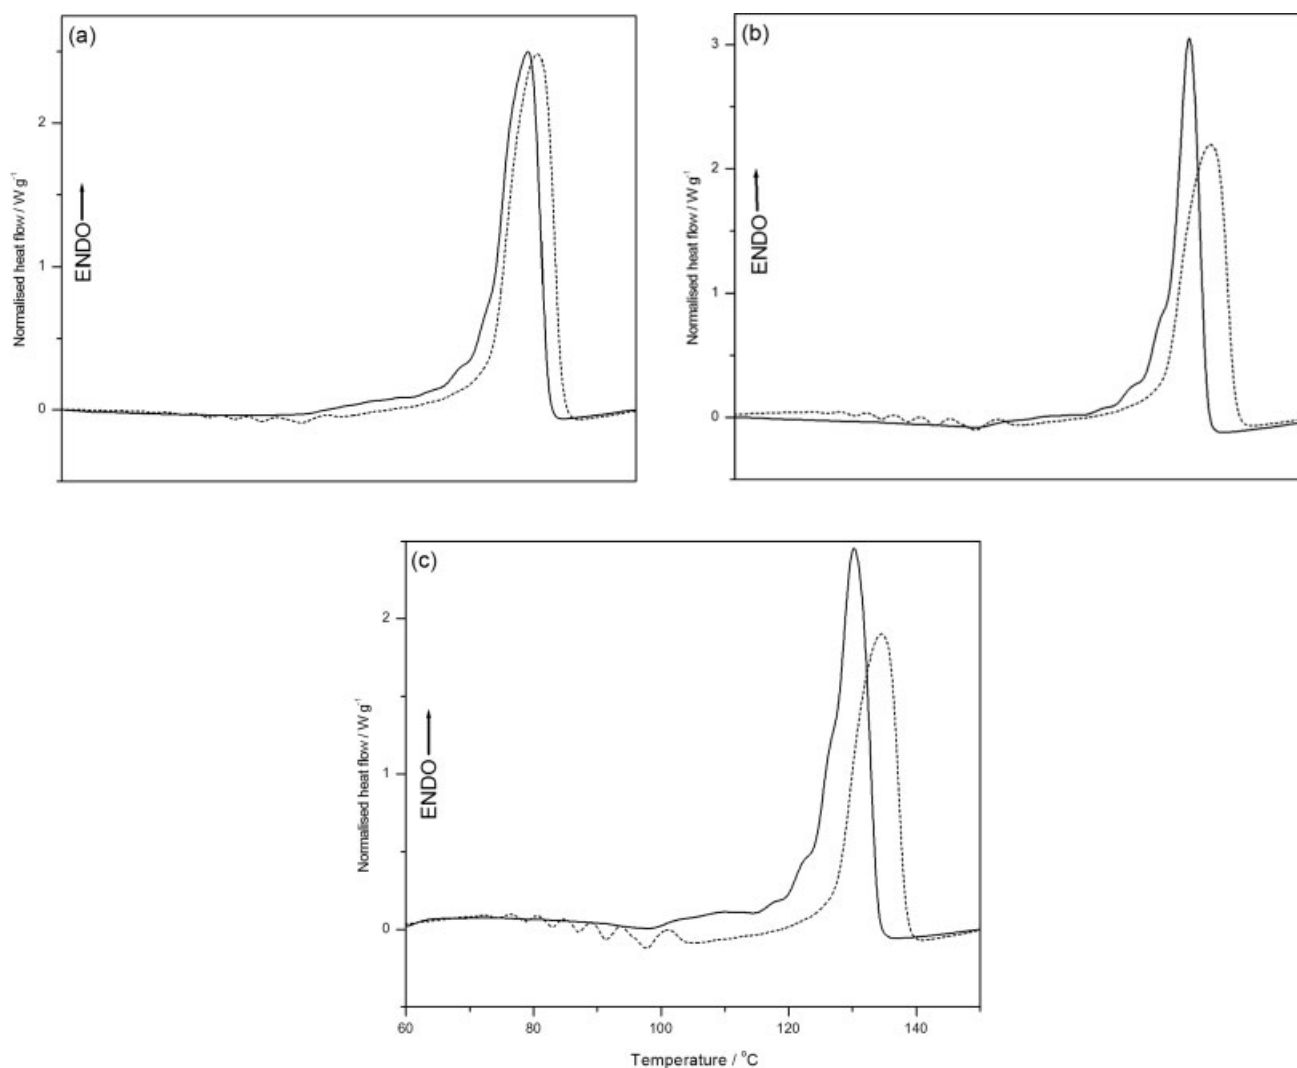 (a)
2
1
0
Normalised heat flow / W g⁻¹
ENDO
(b)
3
2
1
0
Normalised heat flow / W g⁻¹
ENDO
(c)
2
1
0
Normalised heat flow / W g⁻¹
ENDO
60 80 100 120 140
Temperature / °C